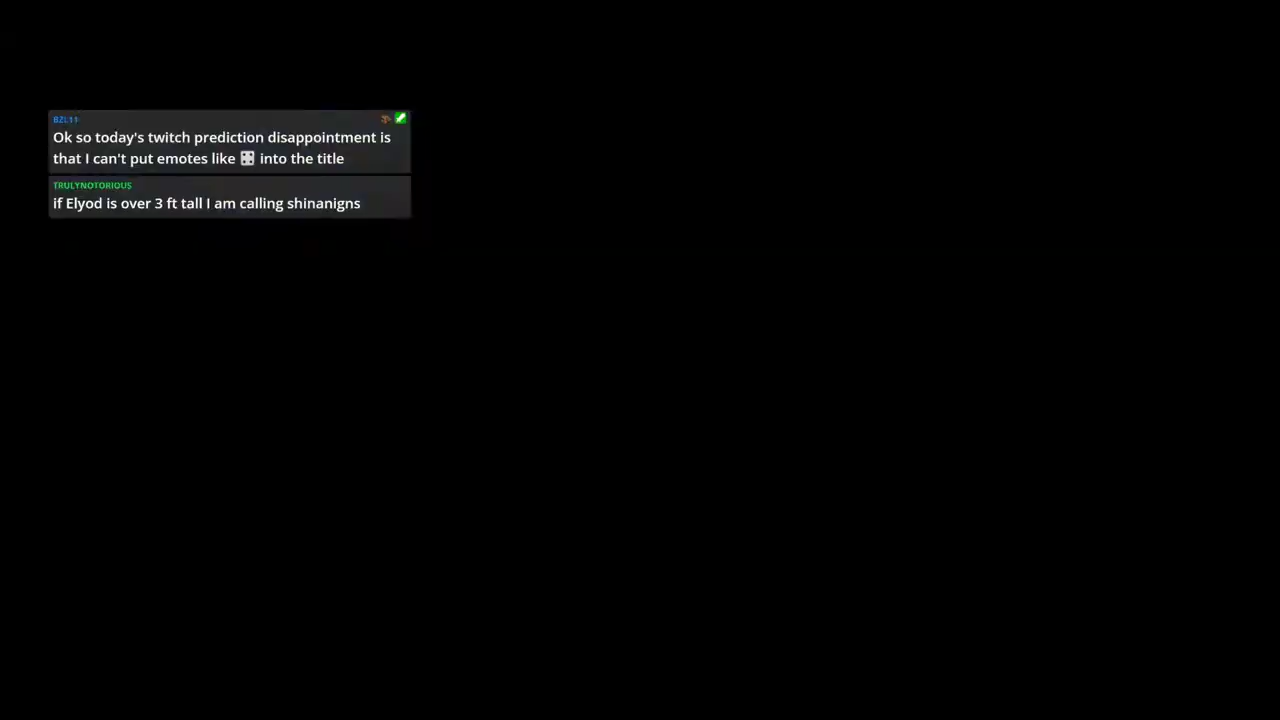 BZL11
Ok so today's twitch prediction disappointment is
that I can't put emotes like 🎲 into the title
TRULYNOTORIOUS
if Elyod is over 3 ft tall I am calling shinanigns